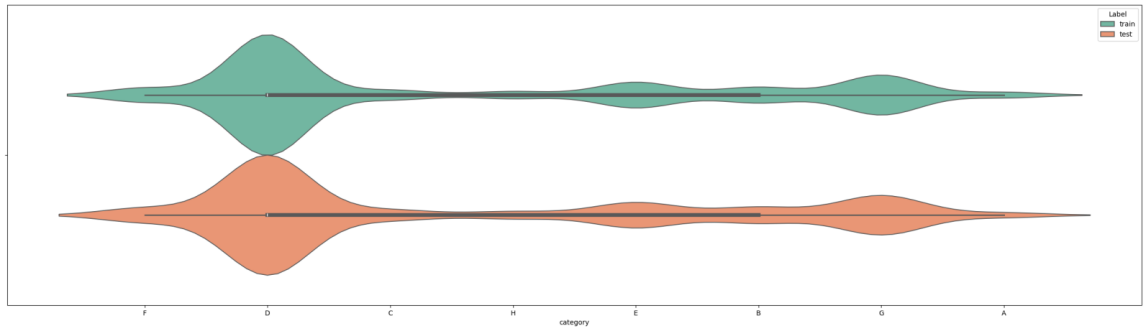 Label
train
test
F D C H E B G A
category